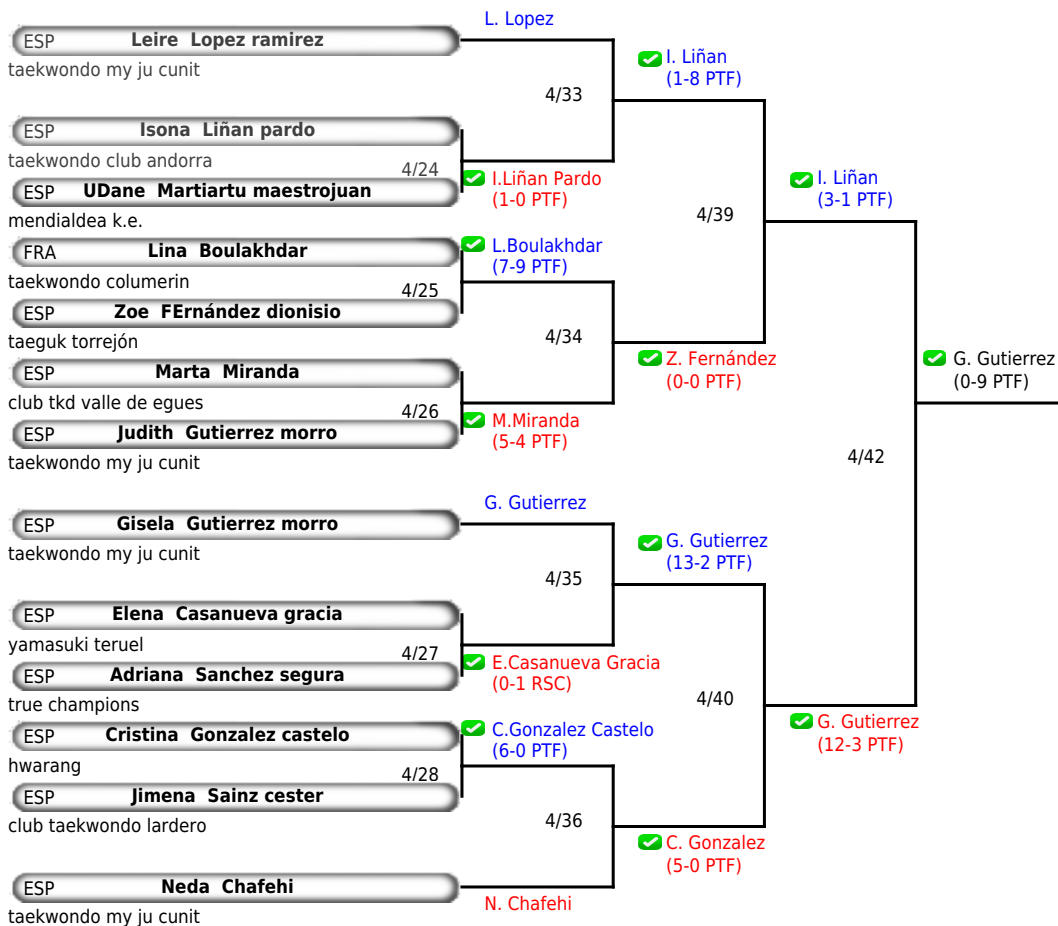 L. Lopez
ESP Leire Lopez ramirez
taekwondo my ju cunit
4/33
I. Liñan
(1-8 PTF)
ESP Isona Liñan pardo
taekwondo club andorra
4/24
ESP UDane Martiartu maestrojuan
mendialdea k.e.
I.Liñan Pardo
(1-0 PTF)
4/39
I. Liñan
(3-1 PTF)
FRA Lina Boulakhdar
taekwondo columerin
L.Boulakhdar
(7-9 PTF)
4/25
ESP Zoe FErnández dionisio
taeguk torrejón
4/34
Z. Fernández
(0-0 PTF)
ESP Marta Miranda
club tkd valle de egues
4/26
ESP Judith Gutierrez morro
taekwondo my ju cunit
M.Miranda
(5-4 PTF)
G. Gutierrez
(0-9 PTF)
4/42
G. Gutierrez
ESP Gisela Gutierrez morro
taekwondo my ju cunit
4/35
G. Gutierrez
(13-2 PTF)
ESP Elena Casanueva gracia
yamasuki teruel
4/27
ESP Adriana Sanchez segura
true champions
E.Casanueva Gracia
(0-1 RSC)
4/40
G. Gutierrez
(12-3 PTF)
ESP Cristina Gonzalez castelo
hwarang
C.Gonzalez Castelo
(6-0 PTF)
4/28
ESP Jimena Sainz cester
club taekwondo lardero
4/36
C. Gonzalez
(5-0 PTF)
ESP Neda Chafehi
taekwondo my ju cunit
N. Chafehi